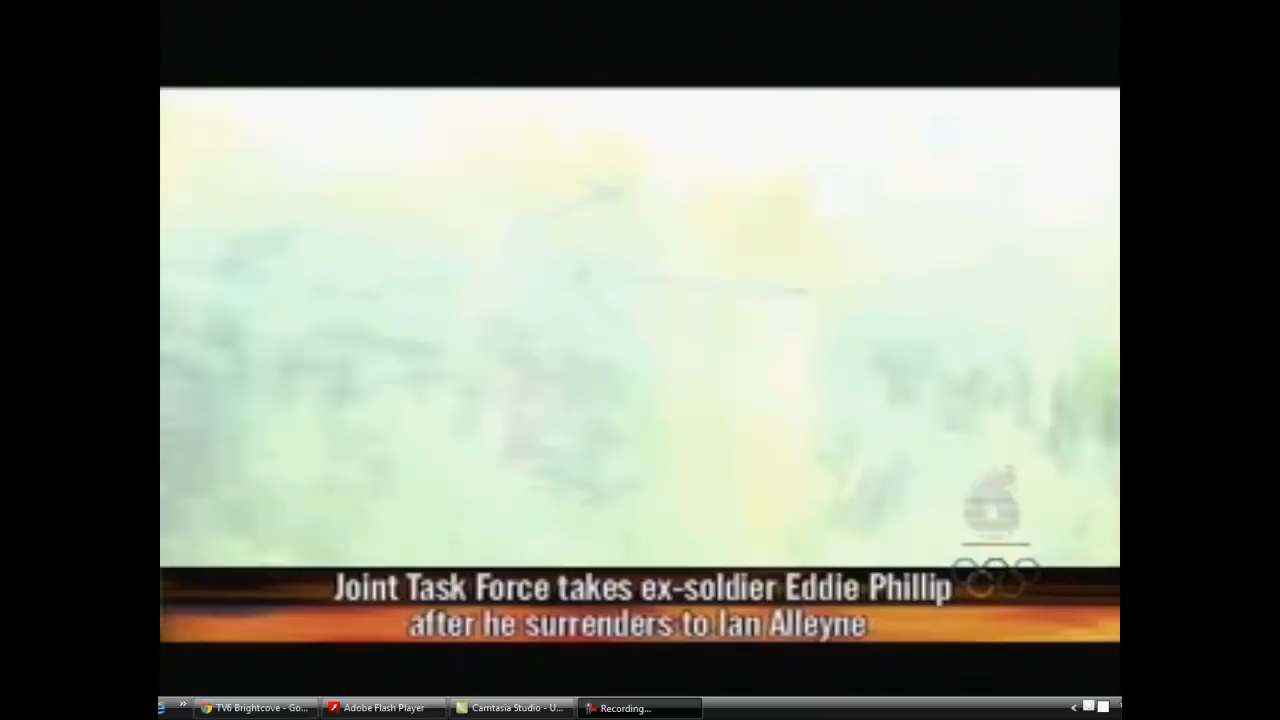 Joint Task Force takes ex-soldier Eddie Phillip
after he surrenders to Ian Alleyne
TV6 Brightcove - Go...
Adobe Flash Player
Camtasia Studio - U...
Recording...